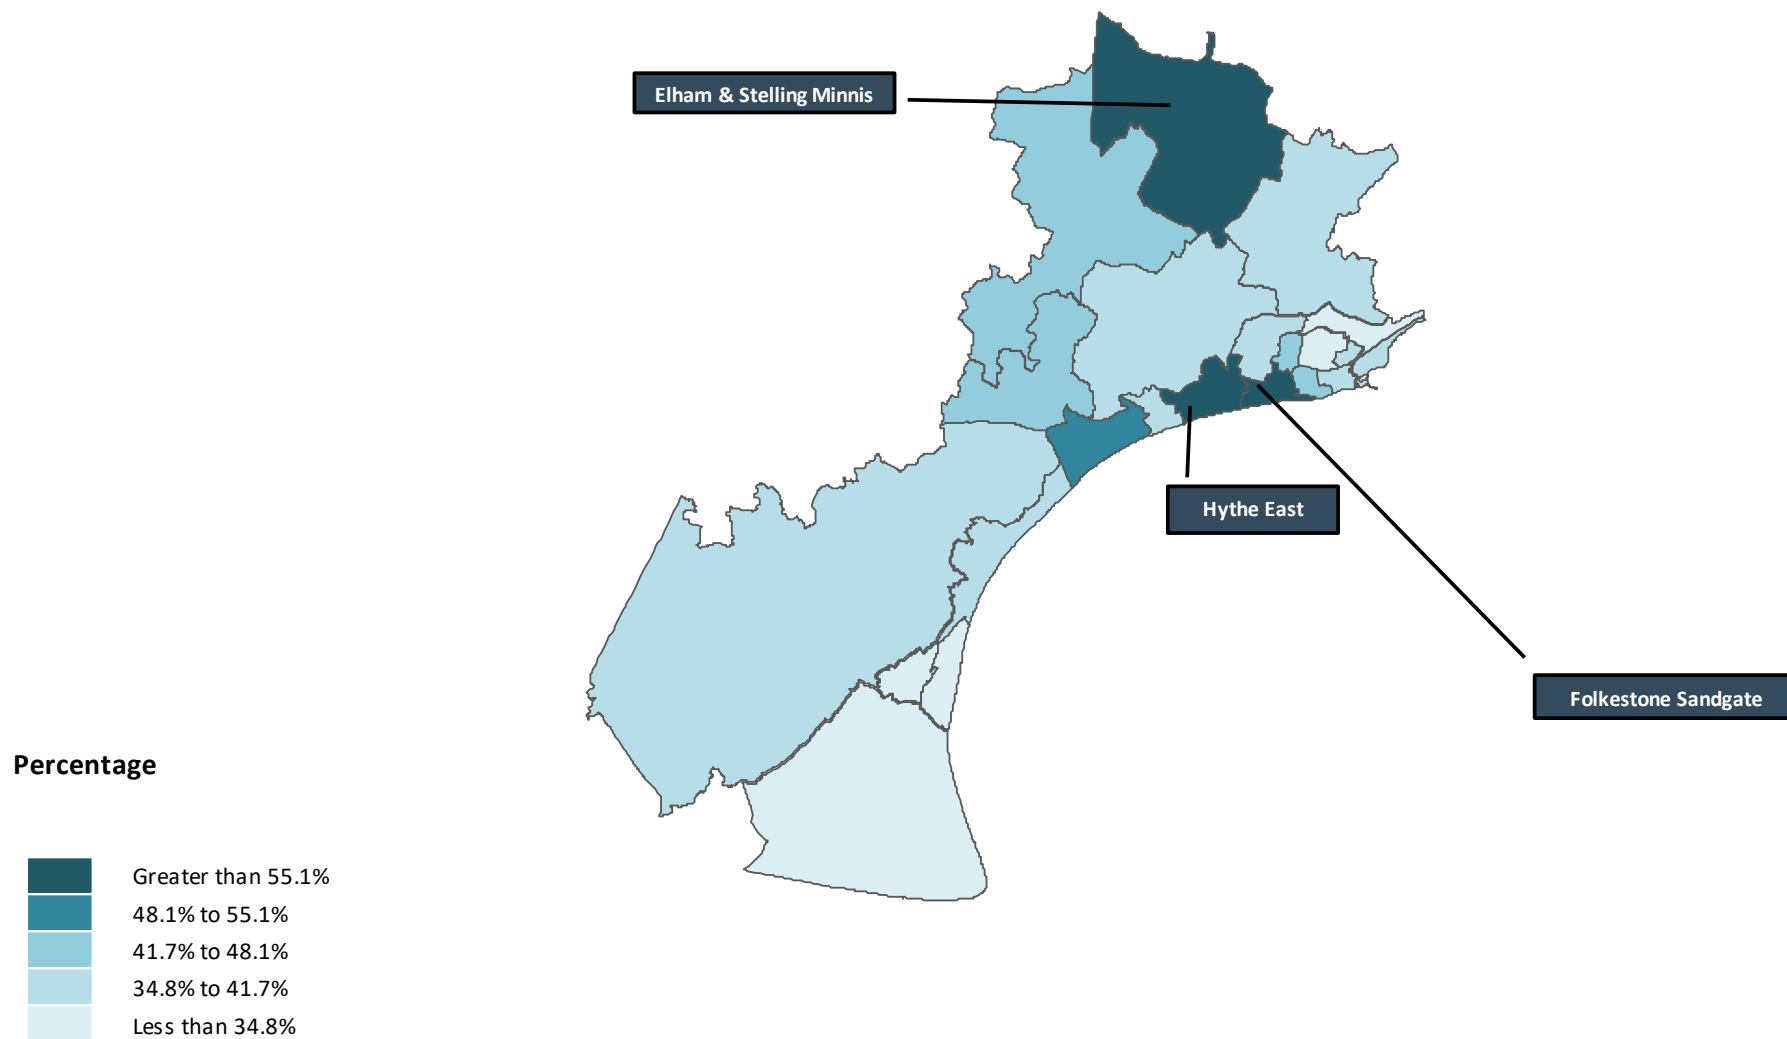 Elham & Stelling Minnis
Hythe East
Folkestone Sandgate
Percentage
Greater than 55.1%
48.1% to 55.1%
41.7% to 48.1%
34.8% to 41.7%
Less than 34.8%